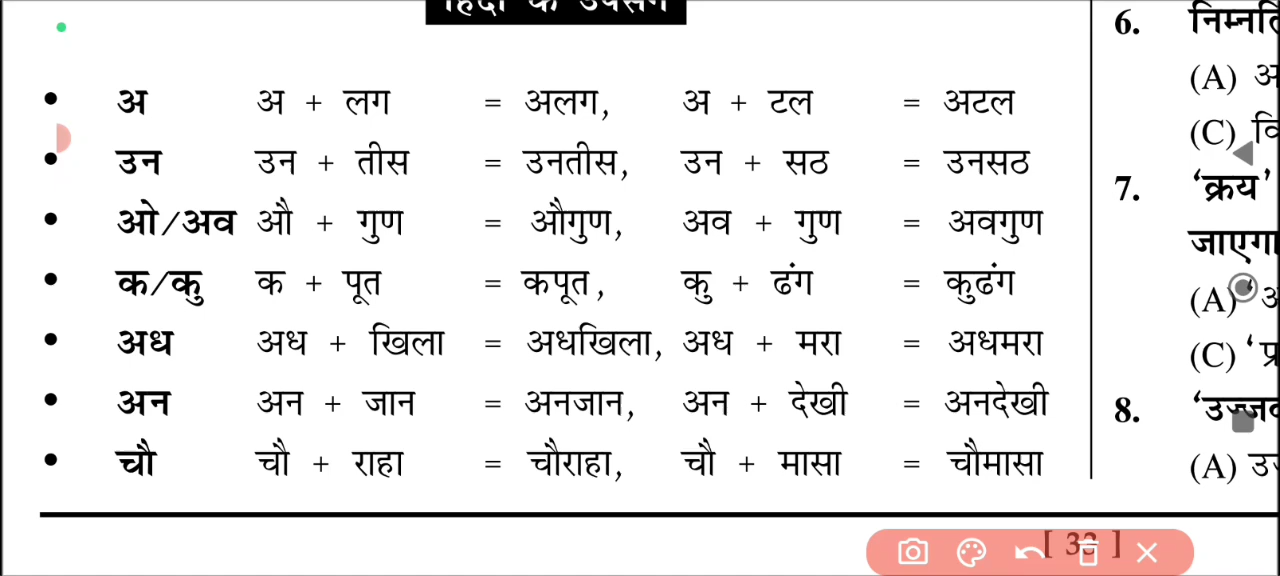 हिंदी के उपसर्ग
• अ अ + लग = अलग, अ + टल = अटल
• उन उन + तीस = उनतीस, उन + सठ = उनसठ
• ओ/अव औ + गुण = औगुण, अव + गुण = अवगुण
• क/कु क + पूत = कपूत, कु + ढंग = कुढंग
• अध अध + खिला = अधखिला, अध + मरा = अधमरा
• अन अन + जान = अनजान, अन + देखी = अनदेखी
• चौ चौ + राहा = चौराहा, चौ + मासा = चौमासा
6.
(A)
(C)
7. ‘क्रय’
जाएगा
(A)
(C)
8.
(A)
[ 33 ]